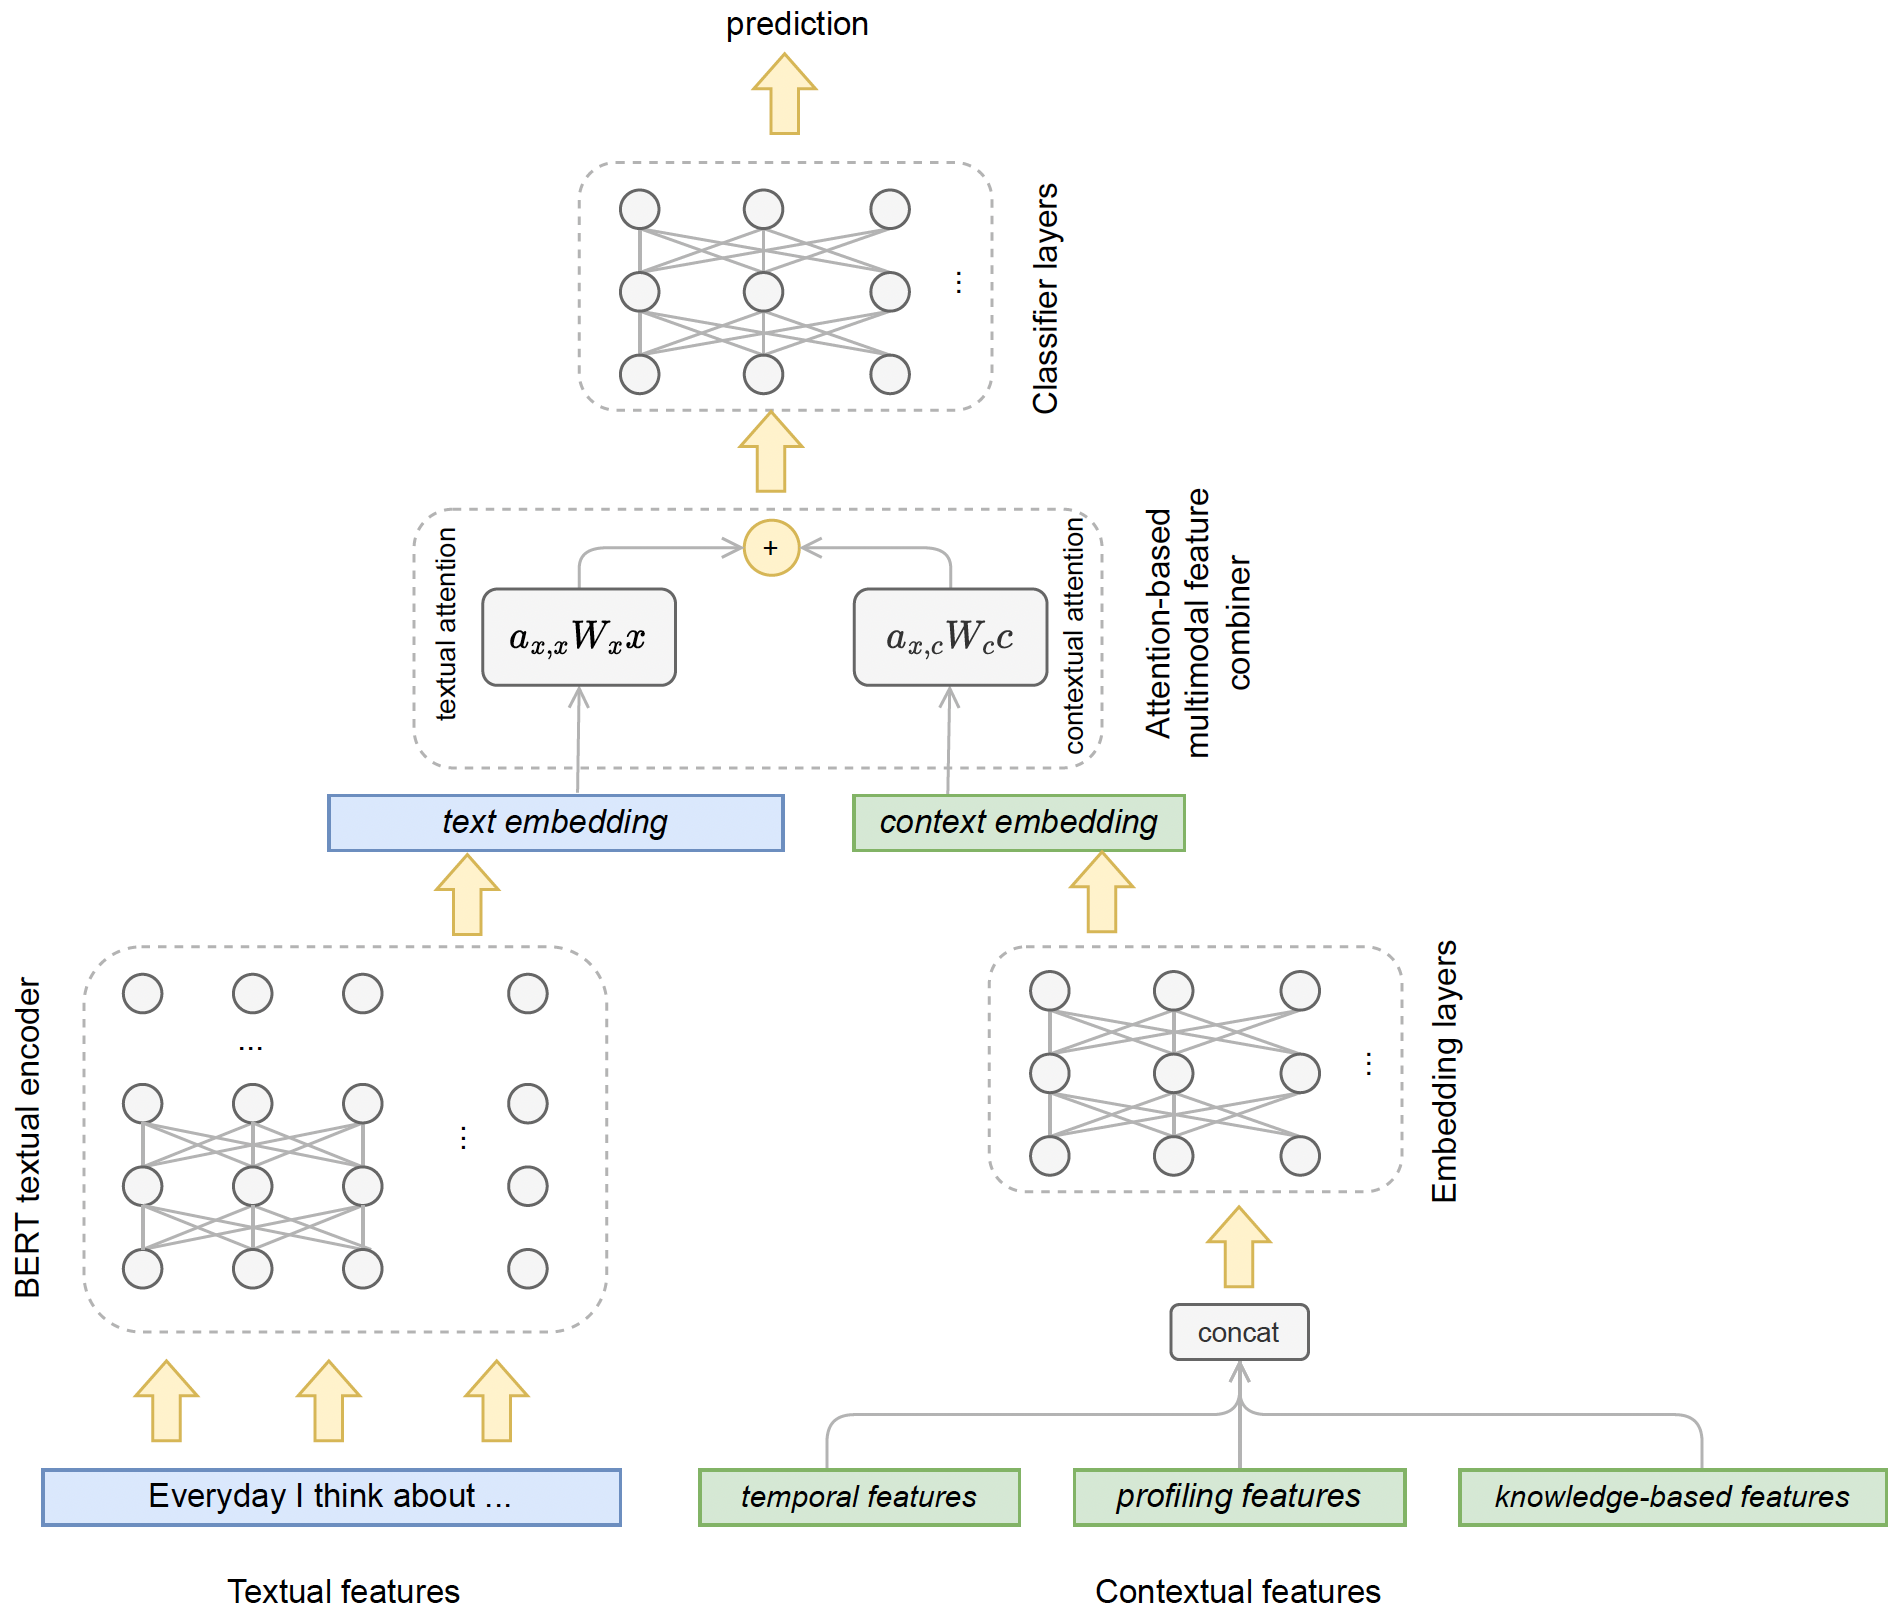 prediction
Classifier layers
+
textual attention
$a_{x,x}W_x x$
$a_{x,c}W_c c$
contextual attention
Attention-based
multimodal feature
combiner
text embedding
context embedding
BERT textual encoder
...
...
...
...
Embedding layers
concat
Everyday I think about ...
temporal features
profiling features
knowledge-based features
Textual features
Contextual features